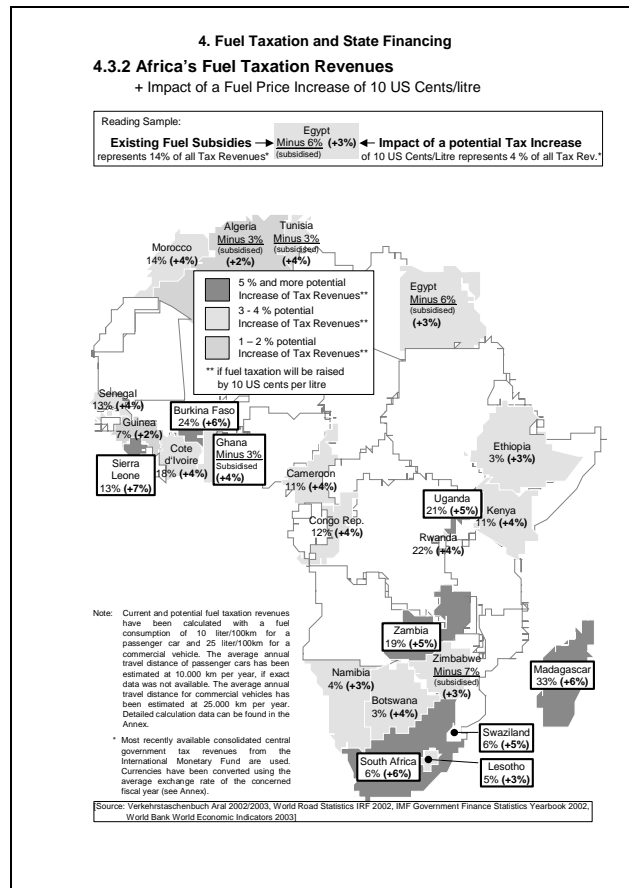 4. Fuel Taxation and State Financing
4.3.2 Africa's Fuel Taxation Revenues
+ Impact of a Fuel Price Increase of 10 US Cents/litre
Reading Sample:
Existing Fuel Subsidies
represents 14% of all Tax Revenues*
Egypt
Minus 6% (+3%)
(subsidised)
Impact of a potential Tax Increase
of 10 US Cents/Litre represents 4 % of all Tax Rev.*
Morocco
14% (+4%)
Algeria
Minus 3%
(subsidised)
(+2%)
Tunisia
Minus 3%
(subsidised)
(+4%)
Egypt
Minus 6%
(subsidised)
(+3%)
5 % and more potential
Increase of Tax Revenues**
3 - 4 % potential
Increase of Tax Revenues**
1 – 2 % potential
Increase of Tax Revenues**
** if fuel taxation will be raised
by 10 US cents per litre
Senegal
13% (+4%)
Guinea
7% (+2%)
Sierra
Leone
13% (+7%)
Burkina Faso
24% (+6%)
Cote
d'Ivoire
18% (+4%)
Ghana
Minus 3%
Subsidised
(+4%)
Cameroon
11% (+4%)
Congo Rep.
12% (+4%)
Ethiopia
3% (+3%)
Uganda
21% (+5%)
Kenya
11% (+4%)
Rwanda
22% (+4%)
Zambia
19% (+5%)
Zimbabwe
Minus 7%
(subsidised)
(+3%)
Madagascar
33% (+6%)
Namibia
4% (+3%)
Botswana
3% (+4%)
Swaziland
6% (+5%)
South Africa
6% (+6%)
Lesotho
5% (+3%)
Note: Current and potential fuel taxation revenues
have been calculated with a fuel
consumption of 10 liter/100km for a
passenger car and 25 liter/100km for a
commercial vehicle. The average annual
travel distance of passenger cars has been
estimated at 10.000 km per year, if exact
data was not available. The average annual
travel distance for commercial vehicles has
been estimated at 25.000 km per year.
Detailed calculation data can be found in the
Annex.
* Most recently available consolidated central
government tax revenues from the
International Monetary Fund are used.
Currencies have been converted using the
average exchange rate of the concerned
fiscal year (see Annex).
[Source: Verkehrstaschenbuch Aral 2002/2003, World Road Statistics IRF 2002, IMF Government Finance Statistics Yearbook 2002,
World Bank World Economic Indicators 2003]